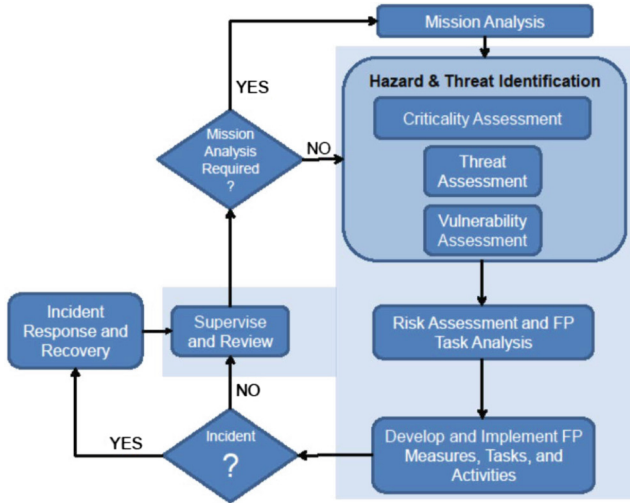 Mission Analysis
YES
Hazard & Threat Identification
Criticality Assessment
Mission
Analysis
Required
?
NO
Threat
Assessment
Vulnerability
Assessment
Incident
Response and
Recovery
Supervise
and Review
Risk Assessment and FP
Task Analysis
NO
YES
Incident
?
Develop and Implement FP
Measures, Tasks, and
Activities